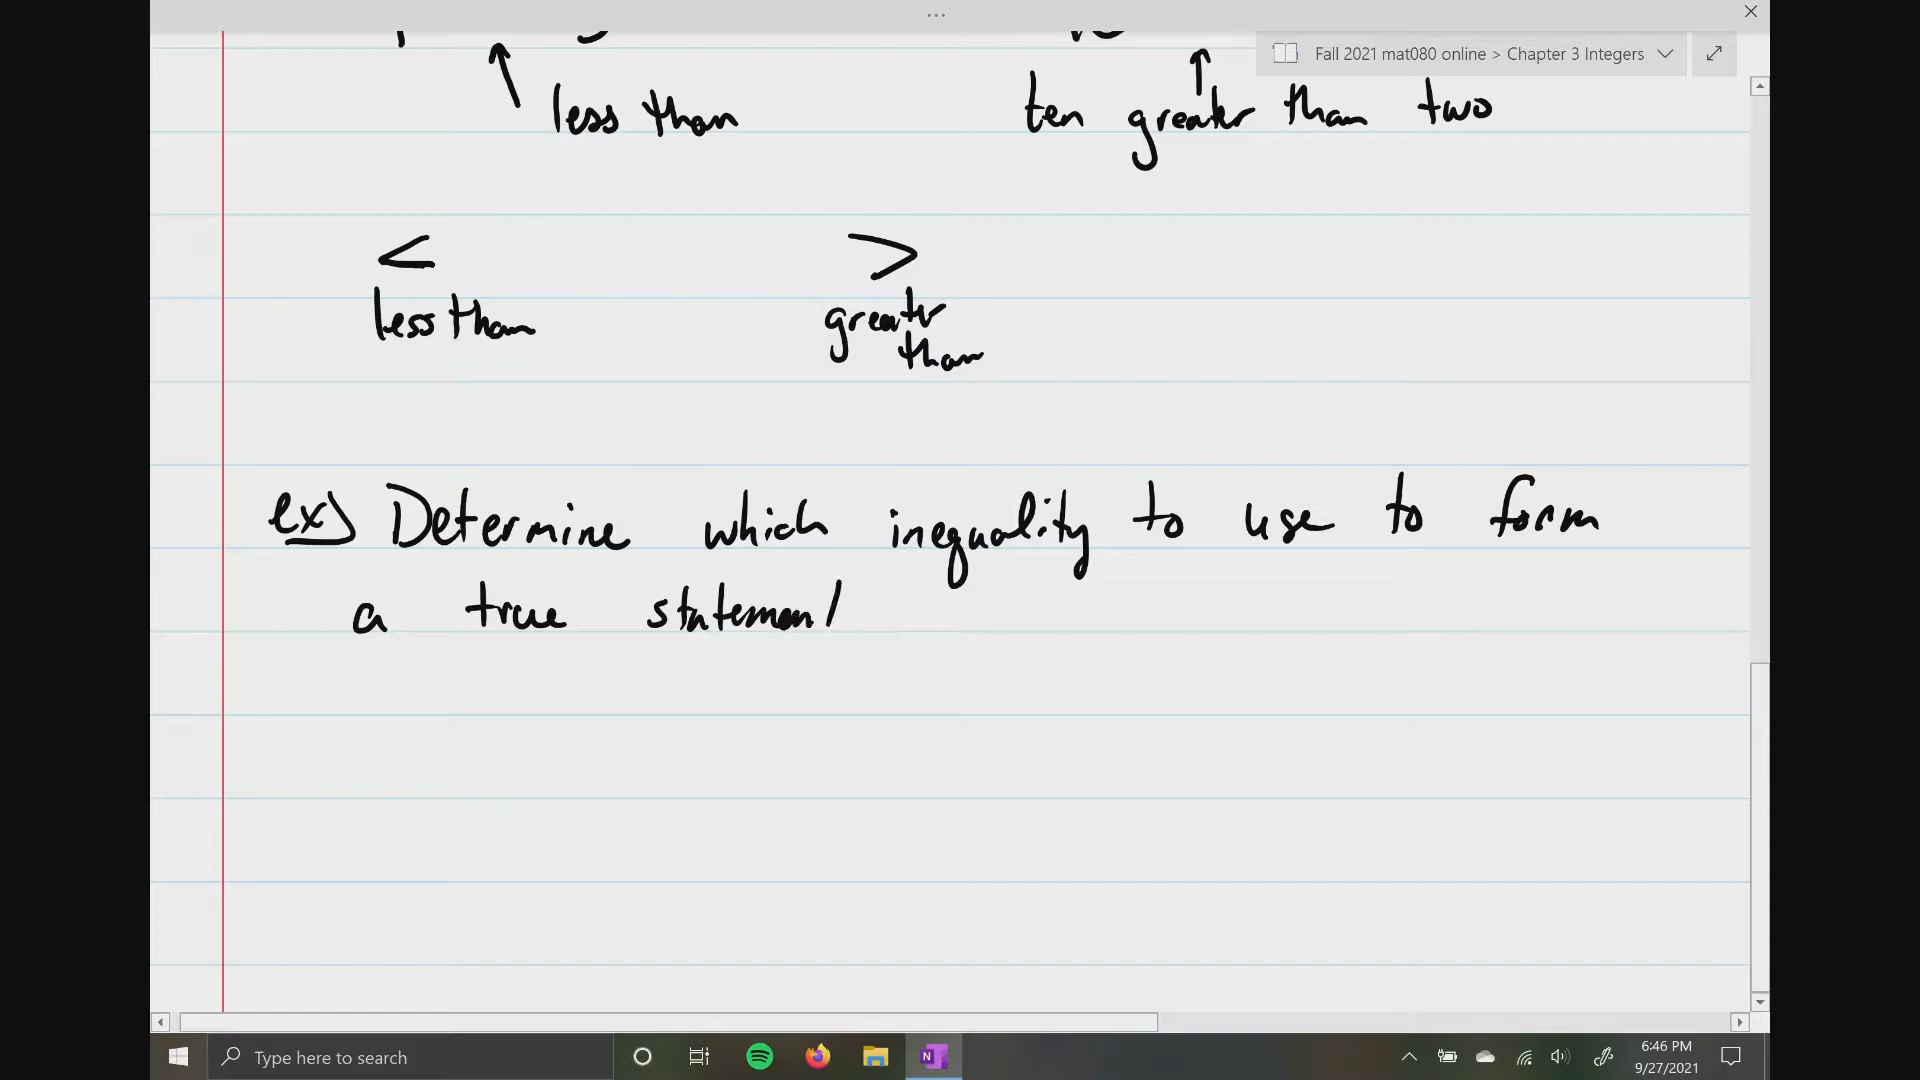 Fall 2021 mat080 online > Chapter 3 Integers
less than
ten greater than two
< >
less than greater
than
ex) Determine which inequality to use to form
a true statement
Type here to search
6:46 PM
9/27/2021